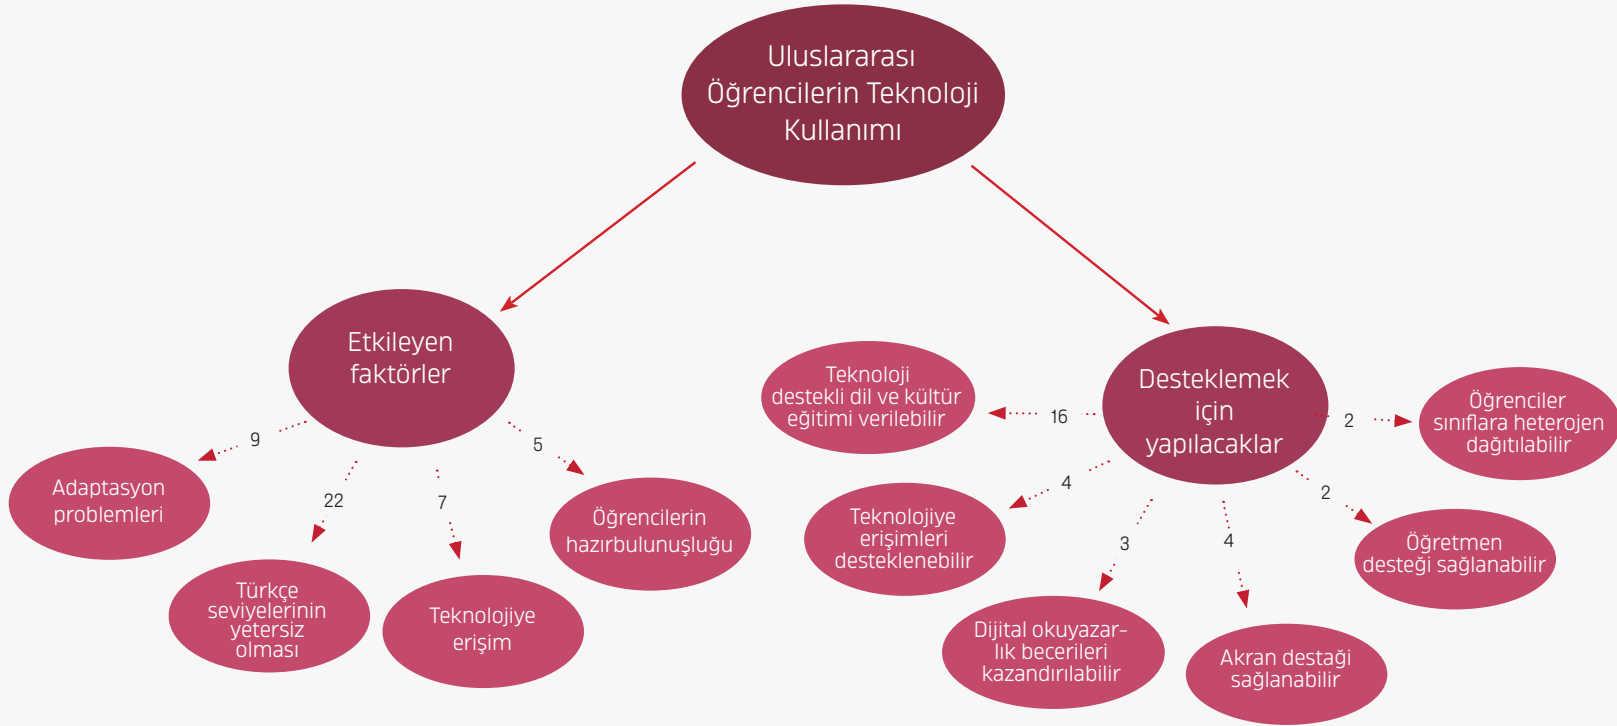 Uluslararası
Öğrencilerin Teknoloji
Kullanımı
Etkileyen
faktörler
9
Adaptasyon
problemleri
22
Türkçe
seviyelerinin
yetersiz
olması
7
Teknolojiye
erişim
5
Öğrencilerin
hazırbulunuşluğu
Desteklemek
için
yapılacaklar
16
Teknoloji
destekli dil ve kültür
eğitimi verilebilir
4
Teknolojiye
erişimleri
desteklenebilir
3
Dijital okuyazar-
lık becerileri
kazandırılabilir
4
Akran destaği
sağlanabilir
2
Öğretmen
desteği sağlanabilir
2
Öğrenciler
sınıflara heterojen
dağıtılabilir